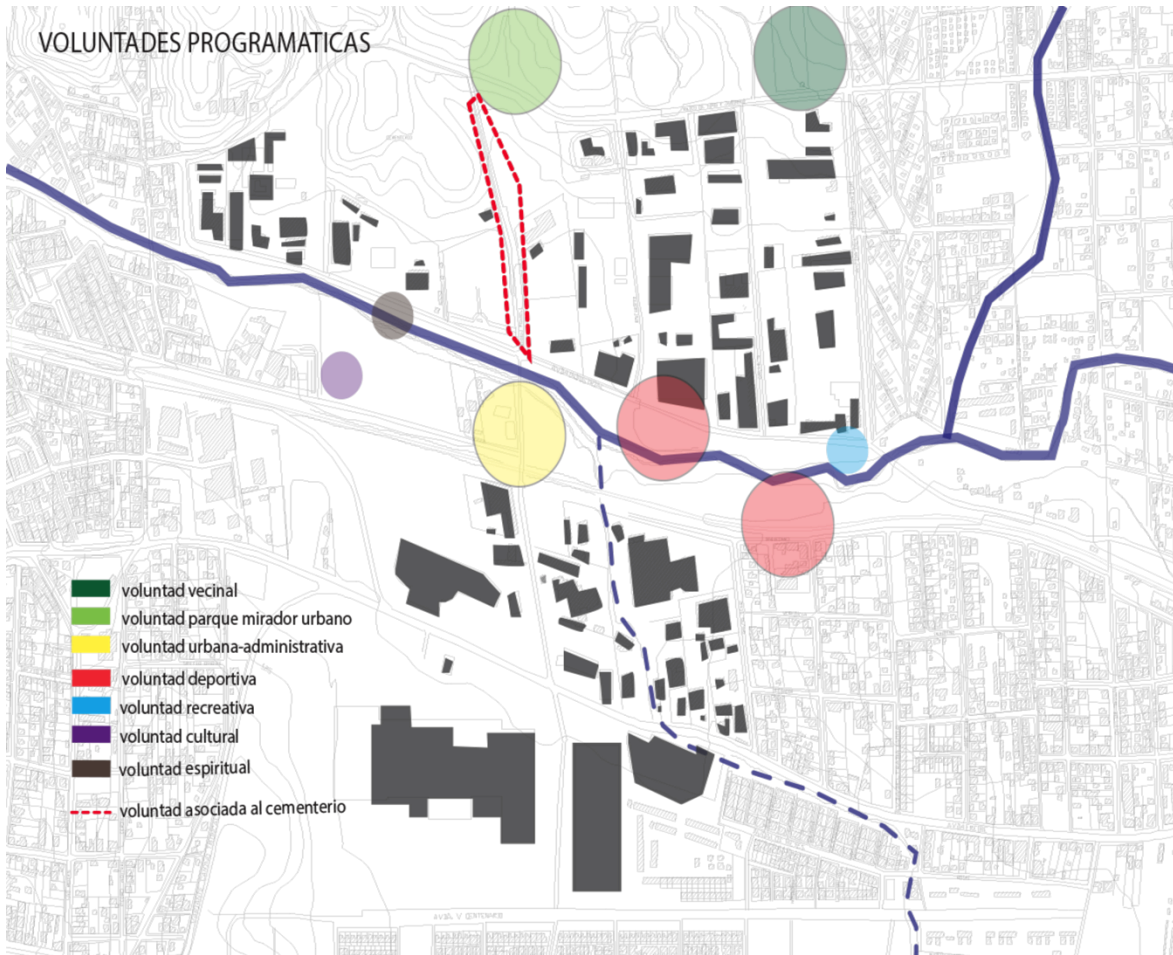 VOLUNTADES PROGRAMATICAS
voluntad vecinal
voluntad parque mirador urbano
voluntad urbana-administrativa
voluntad deportiva
voluntad recreativa
voluntad cultural
voluntad espiritual
voluntad asociada al cementerio